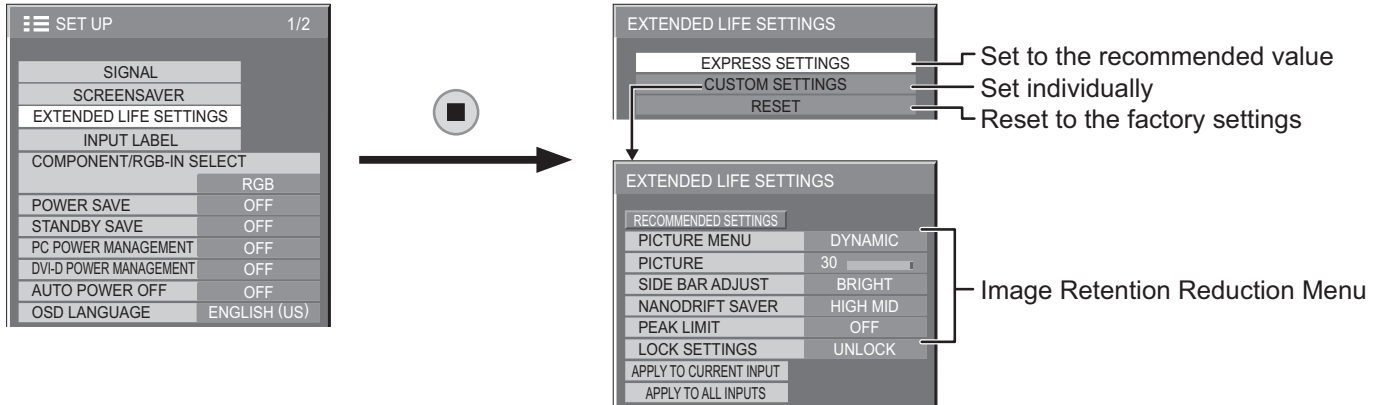 SET UP 1/2
SIGNAL
SCREENSAVER
EXTENDED LIFE SETTINGS
INPUT LABEL
COMPONENT/RGB-IN SELECT
RGB
POWER SAVE OFF
STANDBY SAVE OFF
PC POWER MANAGEMENT OFF
DVI-D POWER MANAGEMENT OFF
AUTO POWER OFF OFF
OSD LANGUAGE ENGLISH (US)
EXTENDED LIFE SETTINGS
EXPRESS SETTINGS
CUSTOM SETTINGS
RESET
Set to the recommended value
Set individually
Reset to the factory settings
EXTENDED LIFE SETTINGS
RECOMMENDED SETTINGS
PICTURE MENU DYNAMIC
PICTURE 30
SIDE BAR ADJUST BRIGHT
NANODRIFT SAVER HIGH MID
PEAK LIMIT OFF
LOCK SETTINGS UNLOCK
APPLY TO CURRENT INPUT
APPLY TO ALL INPUTS
Image Retention Reduction Menu